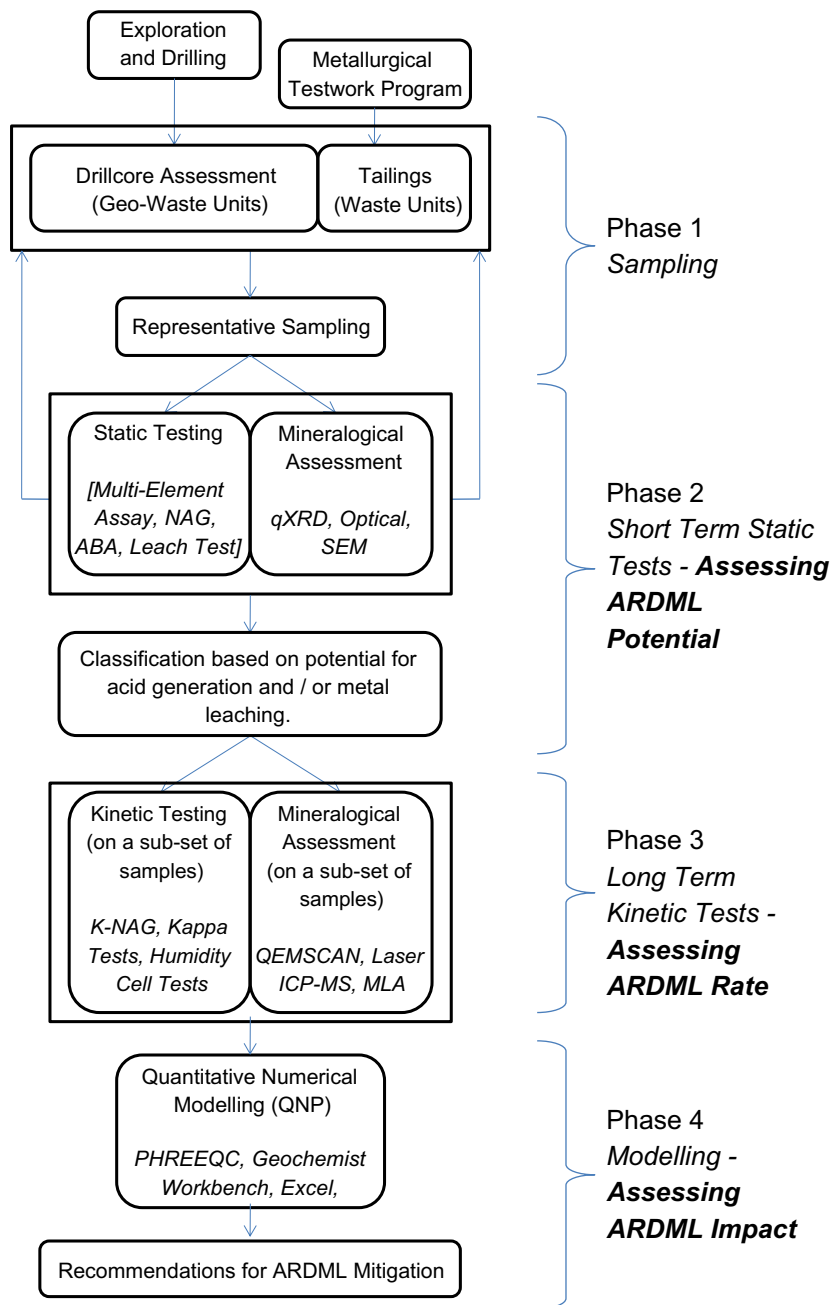 Exploration
and Drilling
Metallurgical
Testwork Program
Drillcore Assessment
(Geo-Waste Units)
Tailings
(Waste Units)
Phase 1
Sampling
Representative Sampling
Static Testing
[Multi-Element
Assay, NAG,
ABA, Leach Test]
Mineralogical
Assessment
qXRD, Optical,
SEM
Phase 2
Short Term Static
Tests - Assessing
ARDML
Potential
Classification based on potential for
acid generation and / or metal
leaching.
Kinetic Testing
(on a sub-set of
samples)
K-NAG, Kappa
Tests, Humidity
Cell Tests
Mineralogical
Assessment
(on a sub-set of
samples)
QEMSCAN, Laser
ICP-MS, MLA
Phase 3
Long Term
Kinetic Tests -
Assessing
ARDML Rate
Quantitative Numerical
Modelling (QNP)
PHREEQC, Geochemist
Workbench, Excel,
Phase 4
Modelling -
Assessing
ARDML Impact
Recommendations for ARDML Mitigation